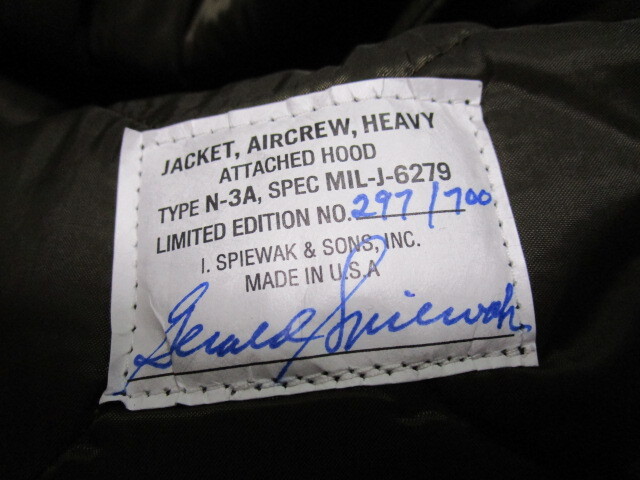 JACKET, AIRCREW, HEAVY
ATTACHED HOOD
TYPE N-3A, SPEC MIL-J-6279
LIMITED EDITION NO. 297/700
I. SPIEWAK & SONS, INC.
MADE IN U.S.A
Gerald Spiewak